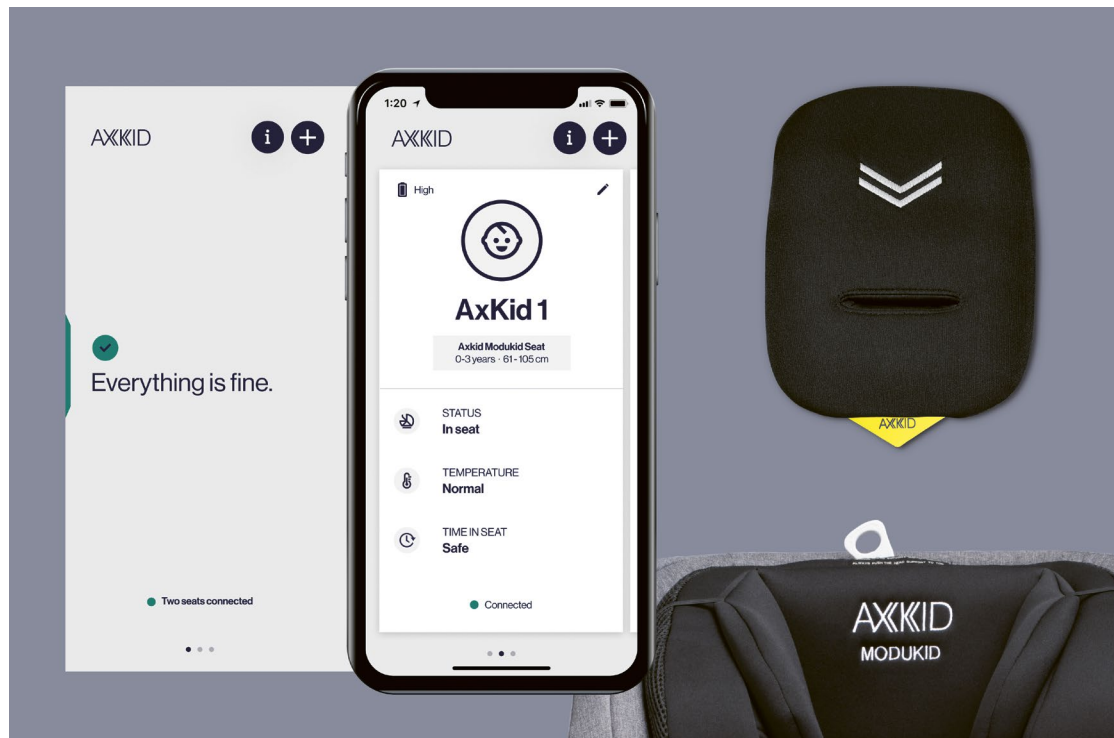 AXKID
Everything is fine.
Two seats connected
1:20
AXKID
High
AxKid 1
Axkid Modukid Seat
0-3 years · 61-105 cm
STATUS
In seat
TEMPERATURE
Normal
TIME IN SEAT
Safe
Connected
AXKID
AXKID
MODUKID